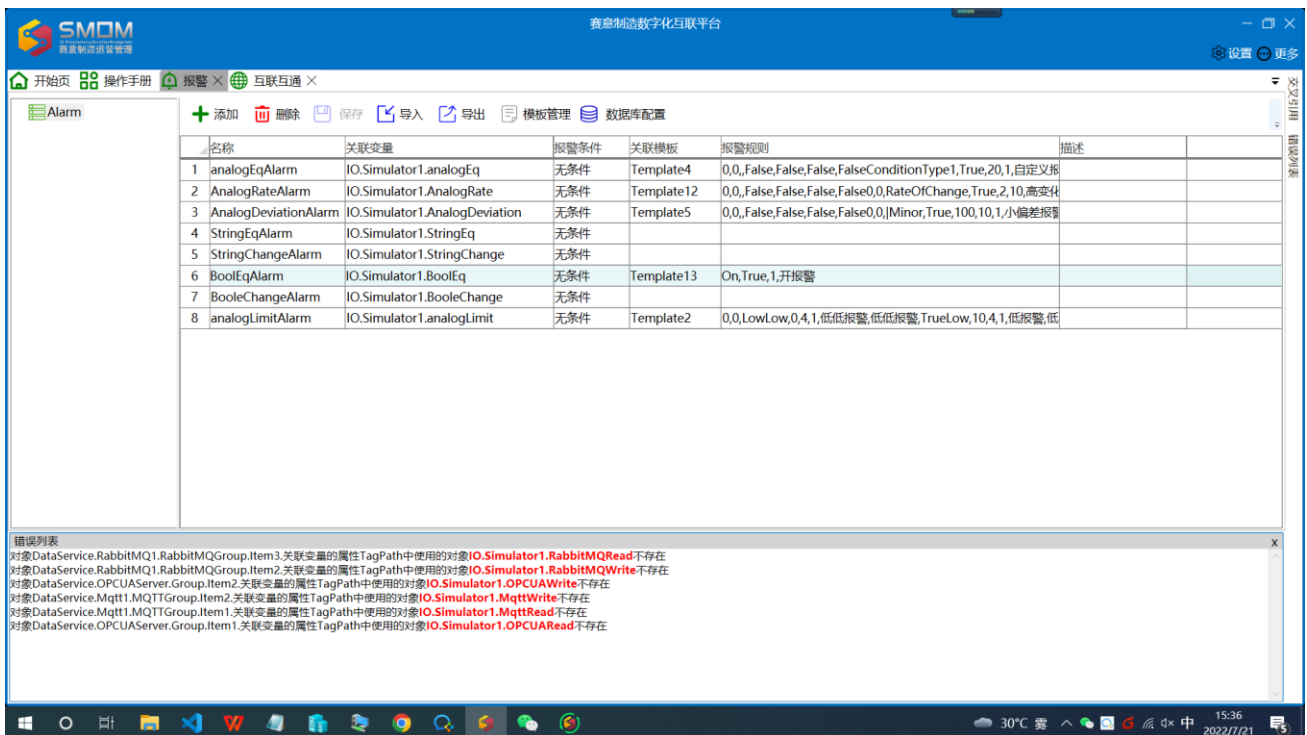 SMOM
赛意制造运营管理
赛意制造数字化互联平台
设置 更多
开始页 操作手册 报警 互联互通
交叉引用
错误列表
Alarm
添加 删除 保存 导入 导出 模板管理 数据库配置
名称 关联变量 报警条件 关联模板 报警规则 描述
1 analogEqAlarm IO.Simulator1.analogEq 无条件 Template4 0,0,,False,False,False,FalseConditionType1,True,20,1,自定义报
2 AnalogRateAlarm IO.Simulator1.AnalogRate 无条件 Template12 0,0,,False,False,False,False0,0,RateOfChange,True,2,10,高变化
3 AnalogDeviationAlarm IO.Simulator1.AnalogDeviation 无条件 Template5 0,0,,False,False,False,False0,0,|Minor,True,100,10,1,小偏差报警
4 StringEqAlarm IO.Simulator1.StringEq 无条件
5 StringChangeAlarm IO.Simulator1.StringChange 无条件
6 BoolEqAlarm IO.Simulator1.BoolEq 无条件 Template13 On,True,1,开报警
7 BooleChangeAlarm IO.Simulator1.BooleChange 无条件
8 analogLimitAlarm IO.Simulator1.analogLimit 无条件 Template2 0,0,LowLow,0,4,1,低低报警,低低报警,TrueLow,10,4,1,低报警,低
错误列表 x
对象DataService.RabbitMQ1.RabbitMQGroup.Item3.关联变量的属性TagPath中使用的对象IO.Simulator1.RabbitMQRead不存在
对象DataService.RabbitMQ1.RabbitMQGroup.Item2.关联变量的属性TagPath中使用的对象IO.Simulator1.RabbitMQWrite不存在
对象DataService.OPCUAServer.Group.Item2.关联变量的属性TagPath中使用的对象IO.Simulator1.OPCUAWrite不存在
对象DataService.Mqtt1.MQTTGroup.Item2.关联变量的属性TagPath中使用的对象IO.Simulator1.MqttWrite不存在
对象DataService.Mqtt1.MQTTGroup.Item1.关联变量的属性TagPath中使用的对象IO.Simulator1.MqttRead不存在
对象DataService.OPCUAServer.Group.Item1.关联变量的属性TagPath中使用的对象IO.Simulator1.OPCUARead不存在
30°C 雾 中 15:36
2022/7/21